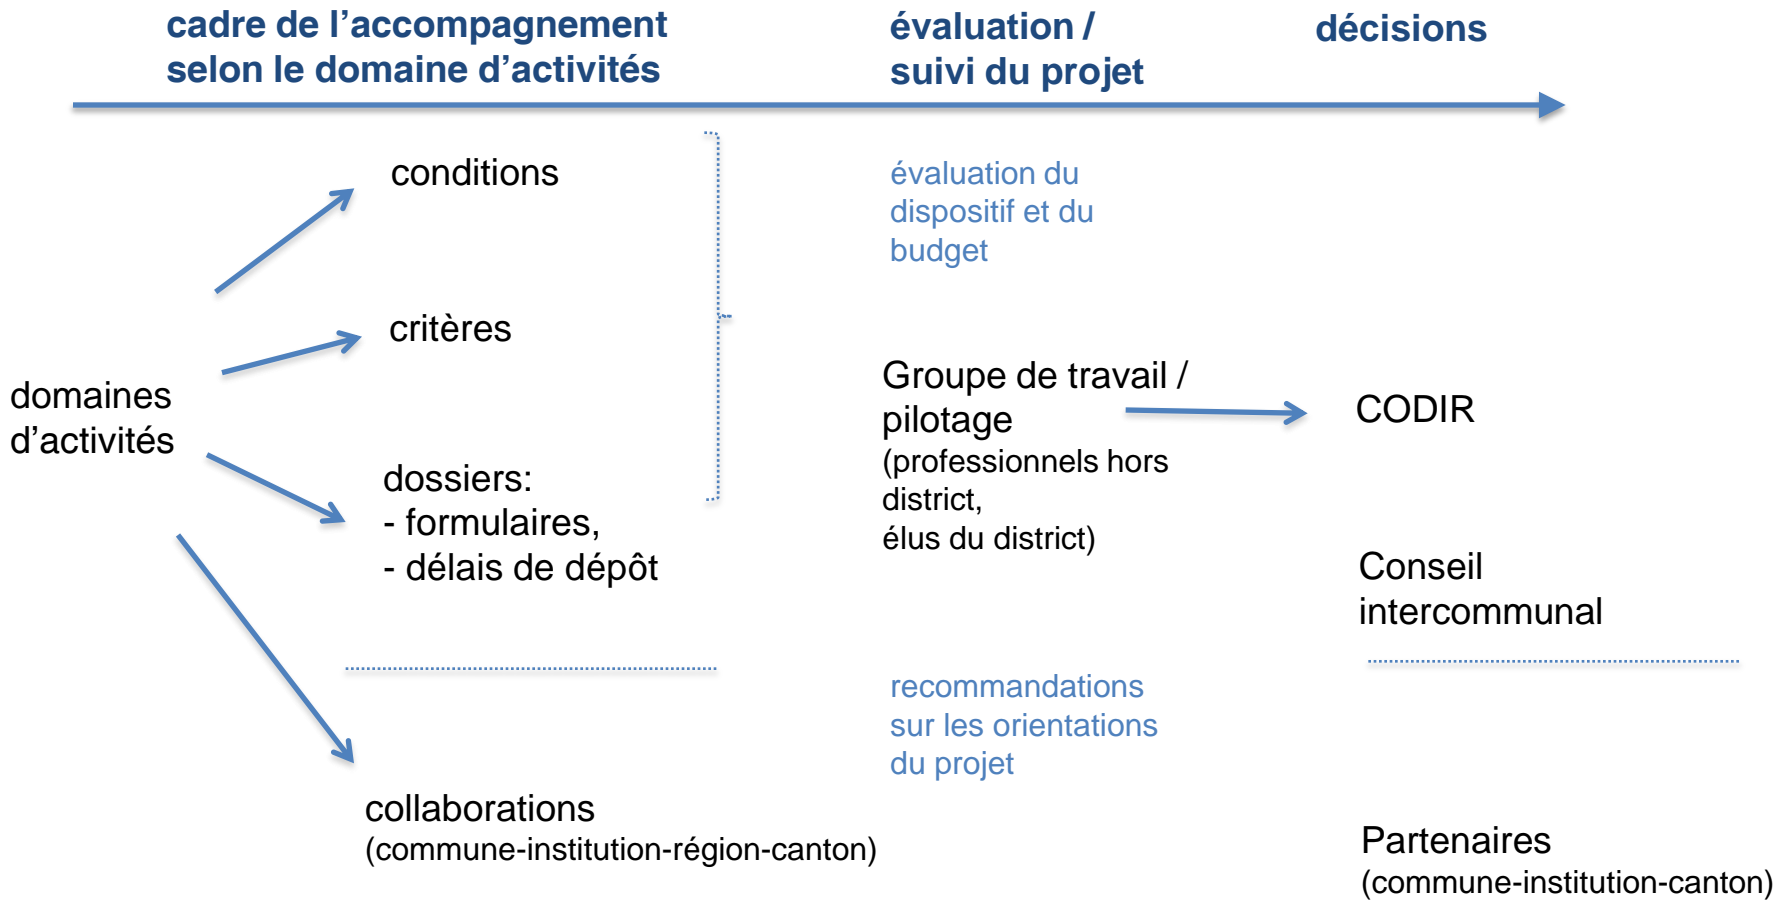 cadre de l’accompagnement
selon le domaine d’activités
évaluation /
suivi du projet
décisions
domaines
d’activités
conditions
critères
dossiers:
- formulaires,
- délais de dépôt
collaborations
(commune-institution-région-canton)
évaluation du
dispositif et du
budget
Groupe de travail /
pilotage
(professionnels hors
district,
élus du district)
recommandations
sur les orientations
du projet
CODIR
Conseil
intercommunal
Partenaires
(commune-institution-canton)